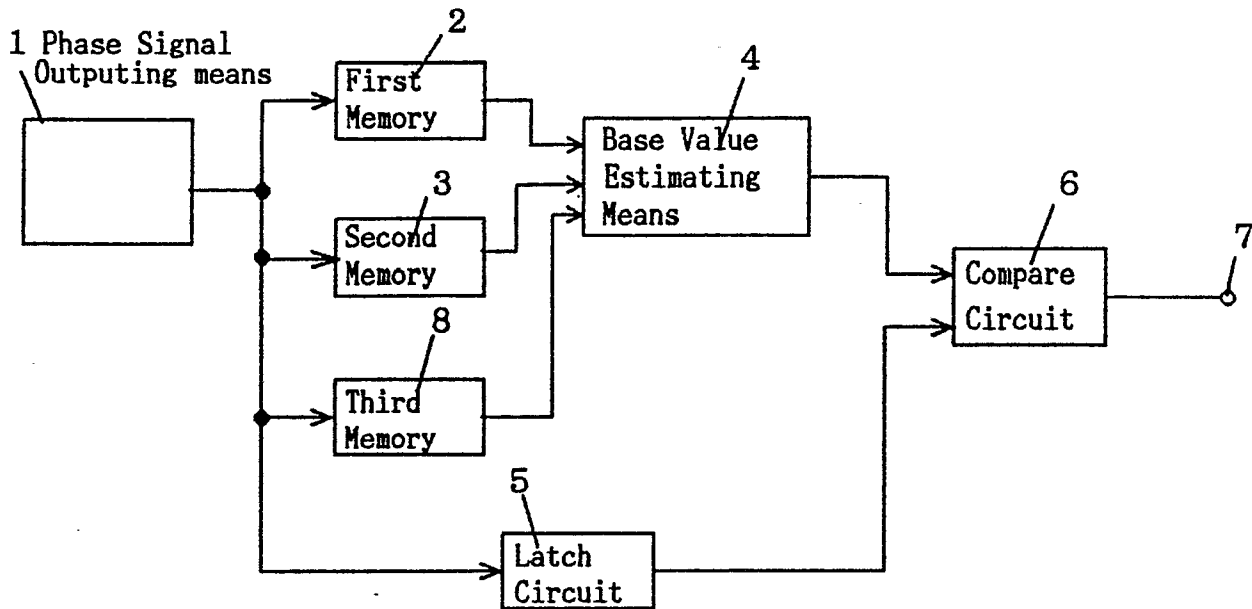 1 Phase Signal
Outputing means
2
First
Memory
3
Second
Memory
8
Third
Memory
4
Base Value
Estimating
Means
5
Latch
Circuit
6
Compare
Circuit
7